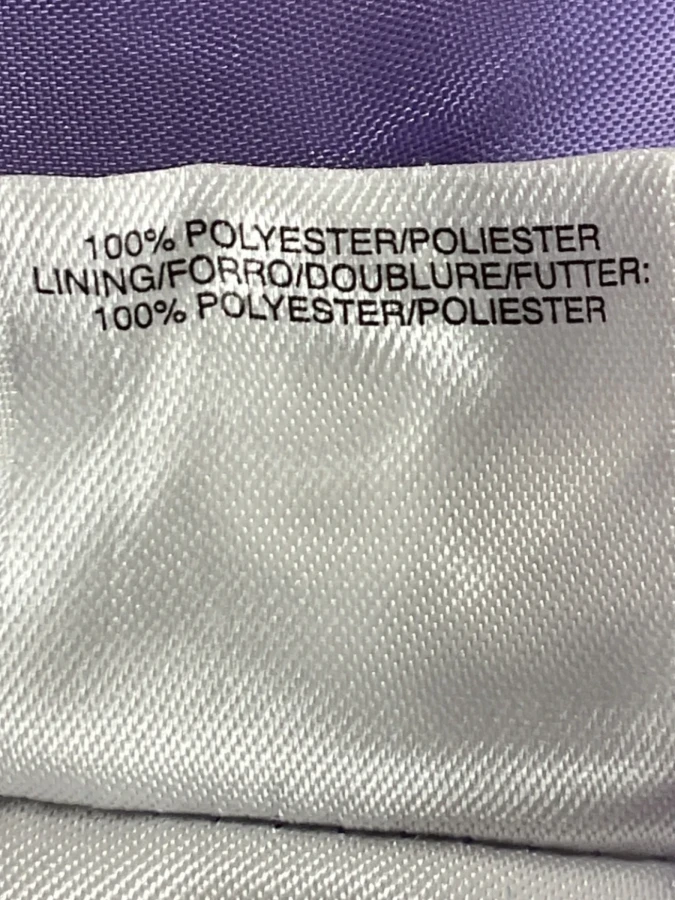 100% POLYESTER/POLIESTER
LINING/FORRO/DOUBLURE/FUTTER:
100% POLYESTER/POLIESTER